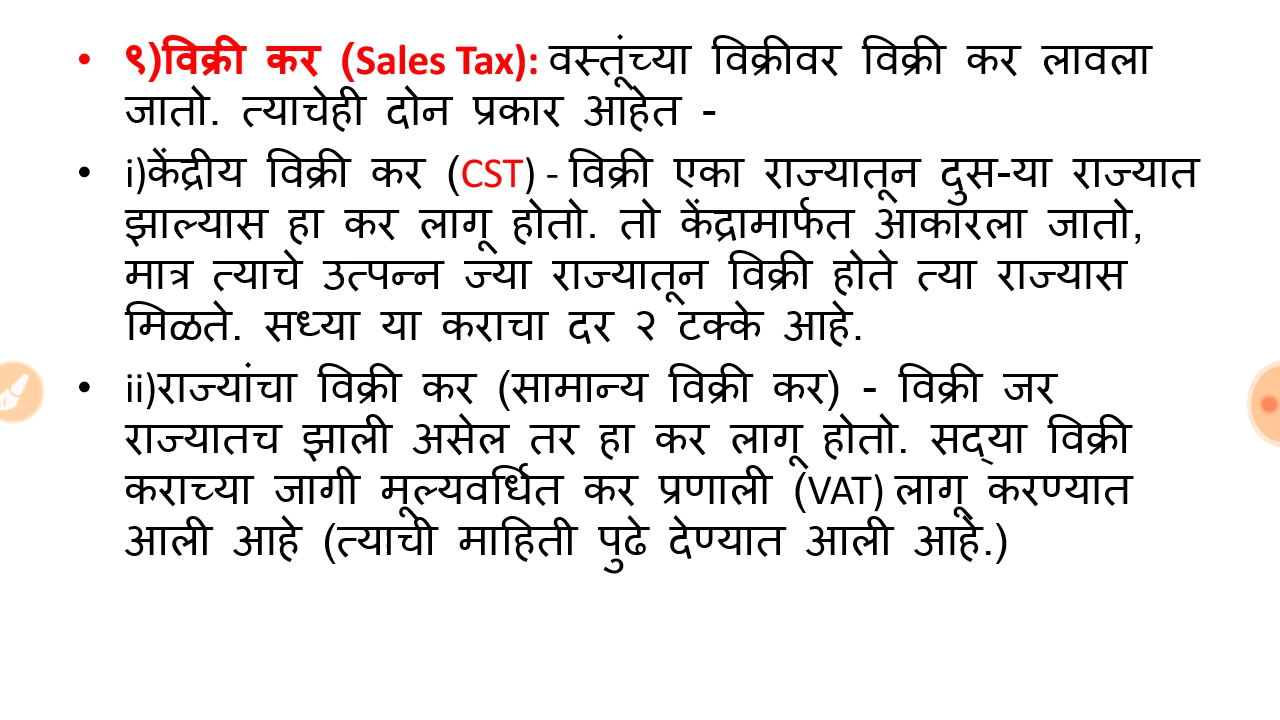 • ९)विक्री कर (Sales Tax): वस्तूंच्या विक्रीवर विक्री कर लावला
जातो. त्याचेही दोन प्रकार आहेत -
• i)केंद्रीय विक्री कर (CST) - विक्री एका राज्यातून दुस-या राज्यात
झाल्यास हा कर लागू होतो. तो केंद्रामार्फत आकारला जातो,
मात्र त्याचे उत्पन्न ज्या राज्यातून विक्री होते त्या राज्यास
मिळते. सध्या या कराचा दर २ टक्के आहे.
• ii)राज्यांचा विक्री कर (सामान्य विक्री कर) - विक्री जर
राज्यातच झाली असेल तर हा कर लागू होतो. सद्‌या विक्री
कराच्या जागी मूल्यवर्धित कर प्रणाली (VAT) लागू करण्यात
आली आहे (त्याची माहिती पुढे देण्यात आली आहे.)